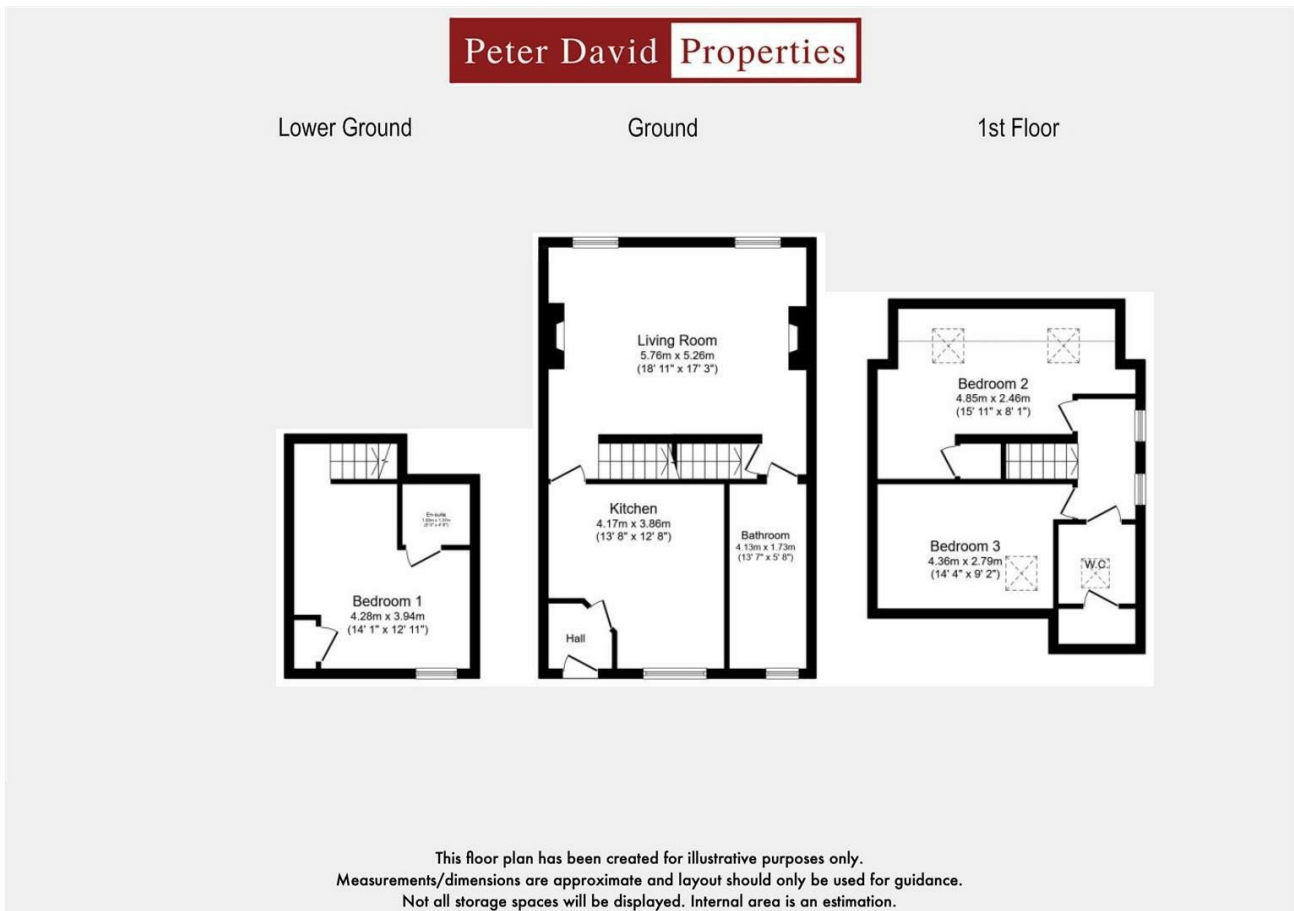 Peter David Properties
Lower Ground
Ground
1st Floor
Living Room
5.76m x 5.26m
(18' 11" x 17' 3")
Bedroom 2
4.85m x 2.46m
(15' 11" x 8' 1")
En-suite
Kitchen
4.17m x 3.86m
(13' 8" x 12' 8")
Bathroom
4.13m x 1.73m
(13' 7" x 5' 8")
Bedroom 3
4.36m x 2.79m
(14' 4" x 9' 2")
W.C
Bedroom 1
4.28m x 3.94m
(14' 1" x 12' 11")
Hall
This floor plan has been created for illustrative purposes only.
Measurements/dimensions are approximate and layout should only be used for guidance.
Not all storage spaces will be displayed. Internal area is an estimation.